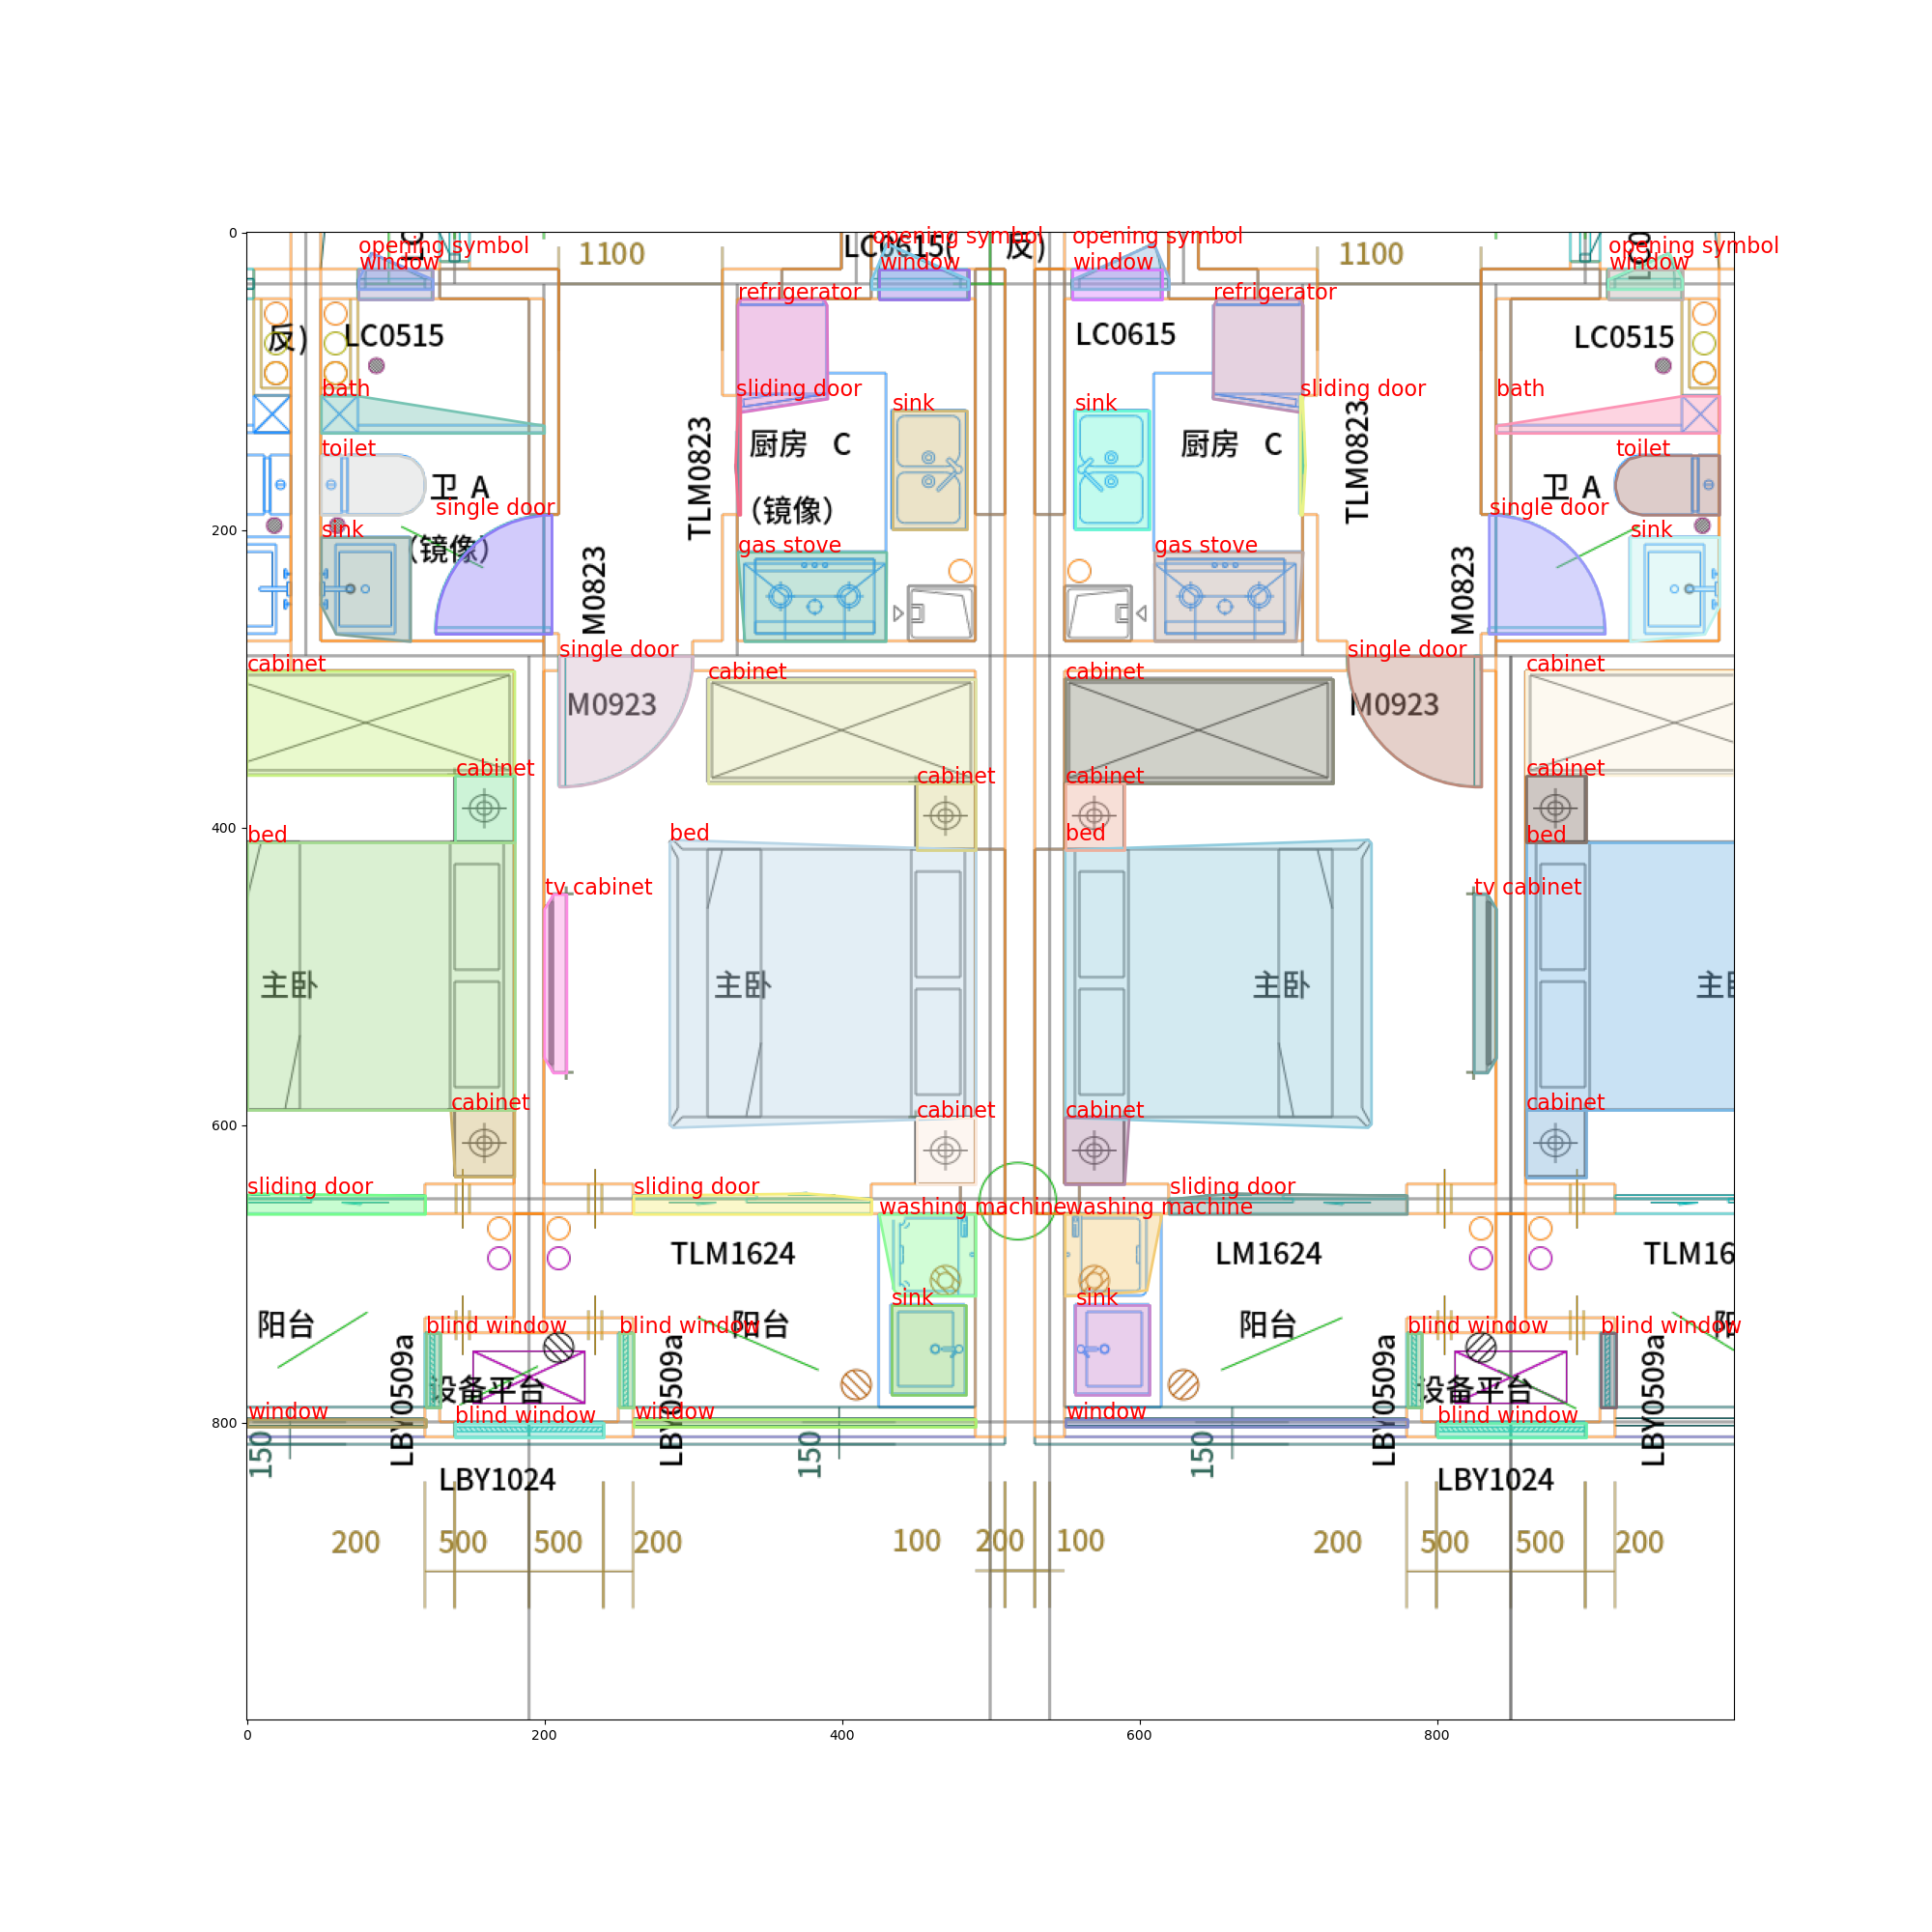 0
200
400
600
800
0
200
400
600
800
1100
LC0615(
反)
1100
opening symbol
window
opening symbol
window
opening symbol
window
opening symbol
window
refrigerator
refrigerator
反)
LC0515
LC0615
LC0515
bath
sliding door
sliding door
bath
sink
sink
TLM0823
厨房 C
厨房 C
TLM0823
toilet
toilet
卫 A
卫 A
(镜像)
single door
single door
sink
sink
(镜像)
gas stove
gas stove
M0823
M0823
single door
single door
cabinet
cabinet
cabinet
cabinet
M0923
M0923
cabinet
cabinet
cabinet
cabinet
bed
bed
bed
bed
tv cabinet
tv cabinet
主卧
主卧
主卧
主
cabinet
cabinet
cabinet
cabinet
sliding door
sliding door
sliding door
washing machine
washing machine
TLM1624
LM1624
TLM16
sink
sink
阳台
阳台
阳台
blind window
blind window
blind window
blind window
LBY0509a
LBY0509a
LBY0509a
LBY0509a
设备平台
设备平台
window
blind window
window
window
blind window
150
150
150
LBY1024
LBY1024
200
500
500
200
100
200
100
200
500
500
200